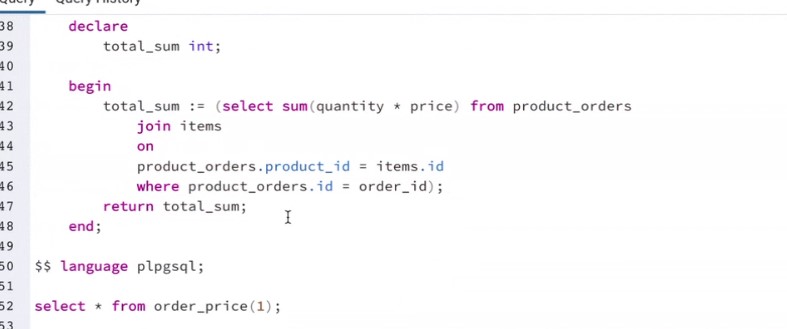 Query Query History
38 declare
39 total_sum int;
40
41 begin
42 total_sum := (select sum(quantity * price) from product_orders
43 join items
44 on
45 product_orders.product_id = items.id
46 where product_orders.id = order_id);
47 return total_sum;
48 end;
49
50 $$ language plpgsql;
51
52 select * from order_price(1);
53